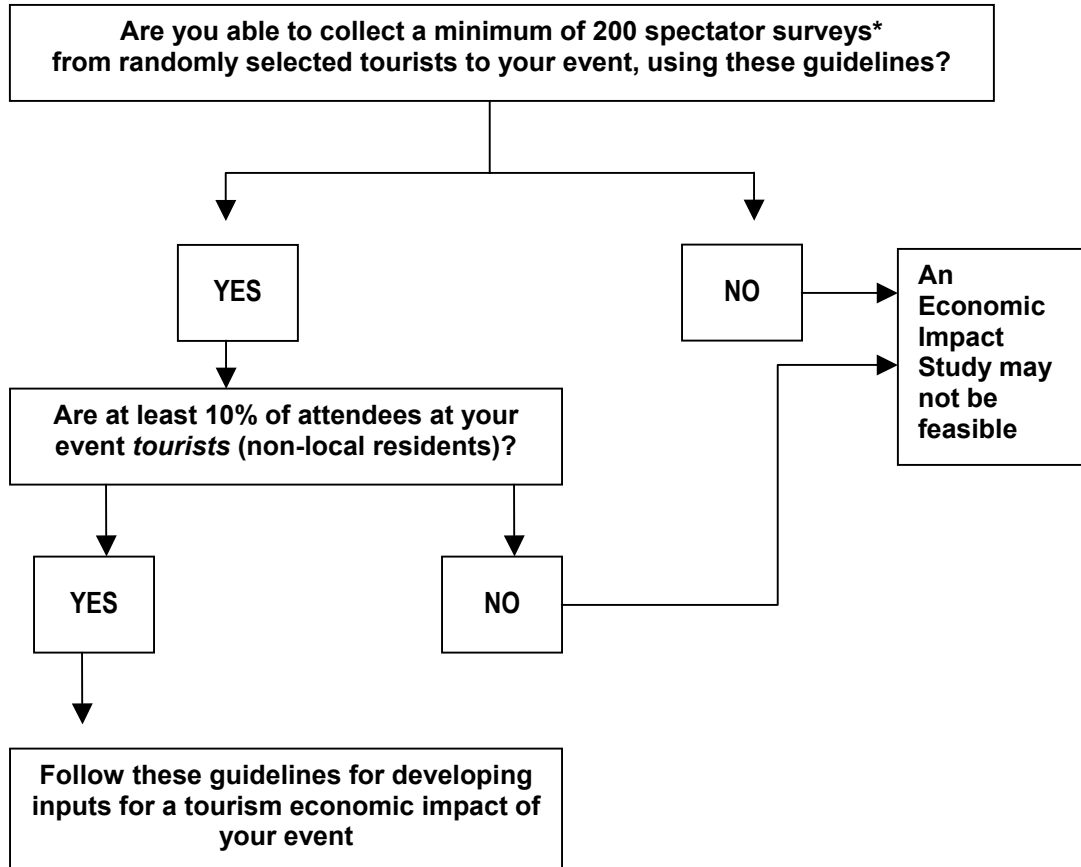 Are you able to collect a minimum of 200 spectator surveys*
from randomly selected tourists to your event, using these guidelines?
YES
NO
An
Economic
Impact
Study may
not be
feasible
Are at least 10% of attendees at your
event tourists (non-local residents)?
YES
NO
Follow these guidelines for developing
inputs for a tourism economic impact of
your event